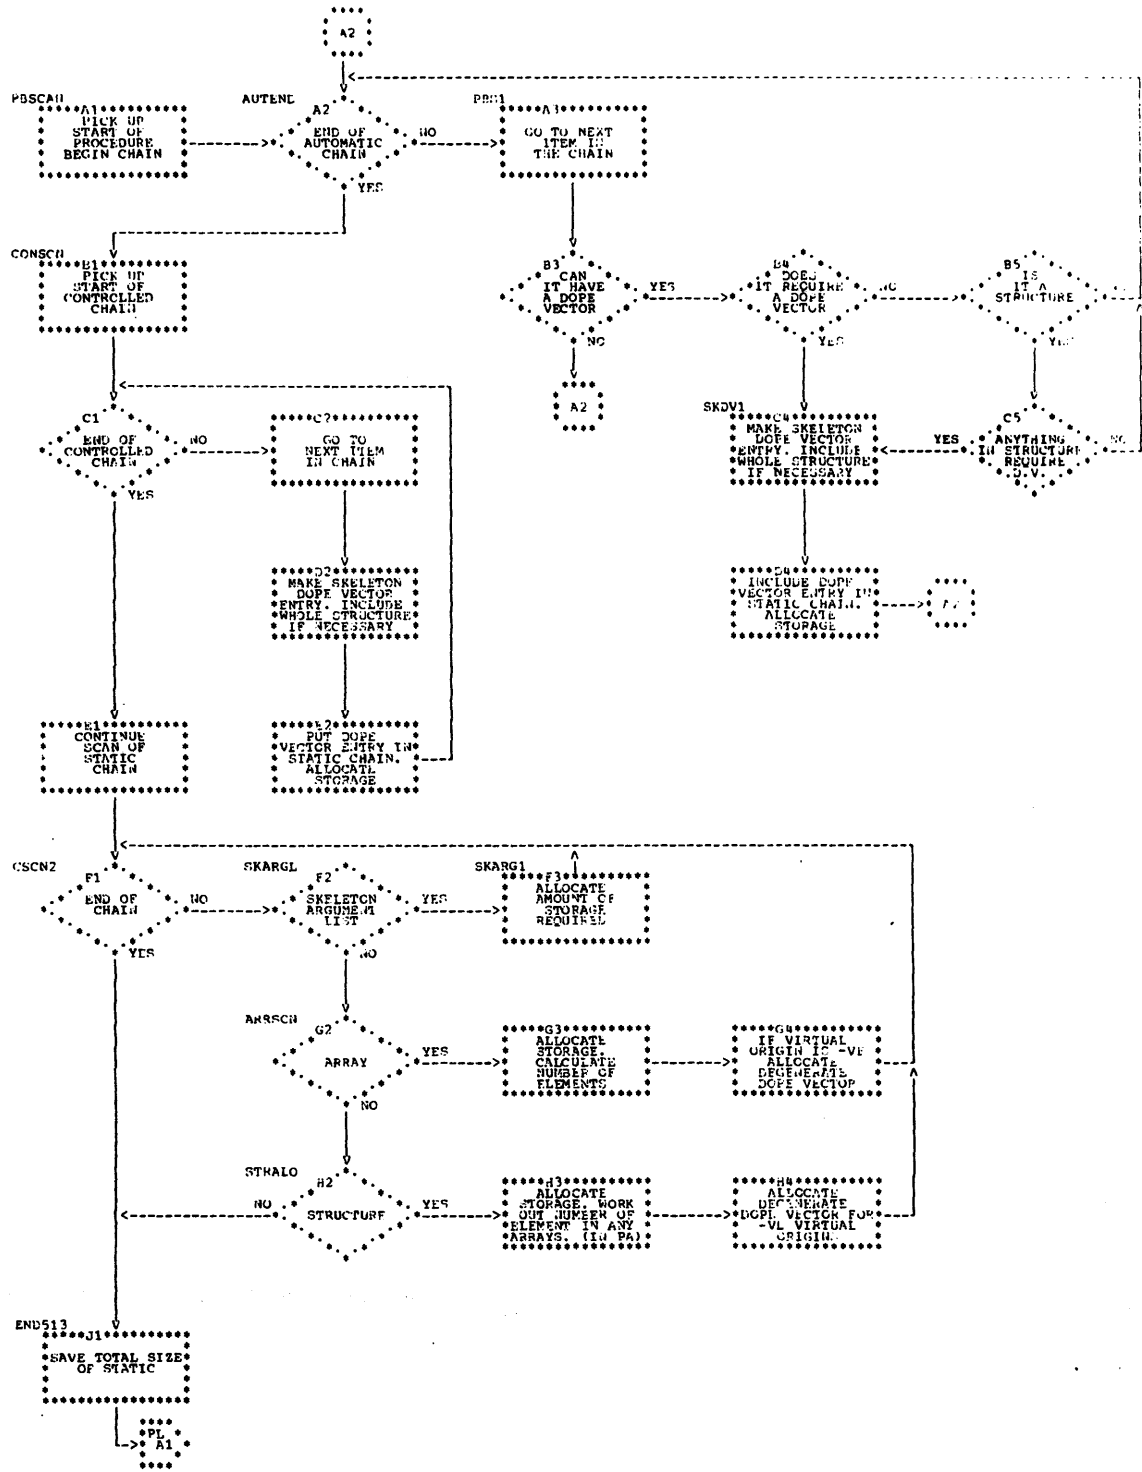 A2
PBSCAN
A1
PICK UP
START OF
PROCEDURE
BEGIN CHAIN
AUTEND
A2
END OF
AUTOMATIC
CHAIN
NO
YES
A3
GO TO NEXT
ITEM IN
THE CHAIN
CONSCN
B1
PICK UP
START OF
CONTROLLED
CHAIN
B3
CAN
IT HAVE
A DOPE
VECTOR
YES
NO
A2
B4
DOES
IT REQUIRE
A DOPE
VECTOR
NO
YES
B5
IS
IT A
STRUCTURE
YES
C1
END OF
CONTROLLED
CHAIN
NO
YES
C2
GO TO
NEXT ITEM
IN CHAIN
SKDV1
C4
MAKE SKELETON
DOPE VECTOR
ENTRY. INCLUDE
WHOLE STRUCTURE
IF NECESSARY
YES
C5
ANYTHING
IN STRUCTURE
REQUIRE
D.V.
NO
D2
MAKE SKELETON
DOPE VECTOR
ENTRY. INCLUDE
WHOLE STRUCTURE
IF NECESSARY
D4
INCLUDE DOPE
VECTOR ENTRY IN
STATIC CHAIN.
ALLOCATE
STORAGE
A2
E1
CONTINUE
SCAN OF
STATIC
CHAIN
E2
PUT DOPE
VECTOR ENTRY IN
STATIC CHAIN.
ALLOCATE
STORAGE
CSCN2
F1
END OF
CHAIN
NO
YES
SKARGL
F2
SKELETON
ARGUMENT
LIST
YES
NO
SKARG1
F3
ALLOCATE
AMOUNT OF
STORAGE
REQUIRED
ARRSCN
G2
ARRAY
YES
NO
G3
ALLOCATE
STORAGE.
CALCULATE
NUMBER OF
ELEMENTS
G4
IF VIRTUAL
ORIGIN IS -VE
ALLOCATE
DEGENERATE
DOPE VECTOR
STRALO
H2
STRUCTURE
NO
YES
H3
ALLOCATE
STORAGE. WORK
OUT NUMBER OF
ELEMENT IN ANY
ARRAYS. (IN PA)
H4
ALLOCATE
DEGENERATE
DOPE VECTOR FOR
-VE VIRTUAL
ORIGIN.
END513
J1
SAVE TOTAL SIZE
OF STATIC
PL
A1